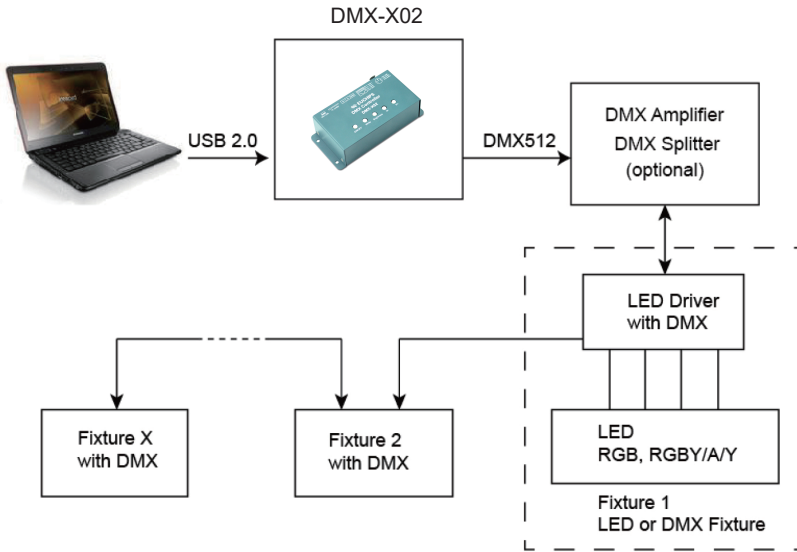 DMX-X02
USB 2.0
DMX512
DMX Amplifier
DMX Splitter
(optional)
LED Driver
with DMX
Fixture X
with DMX
Fixture 2
with DMX
LED
RGB, RGBY/A/Y
Fixture 1
LED or DMX Fixture